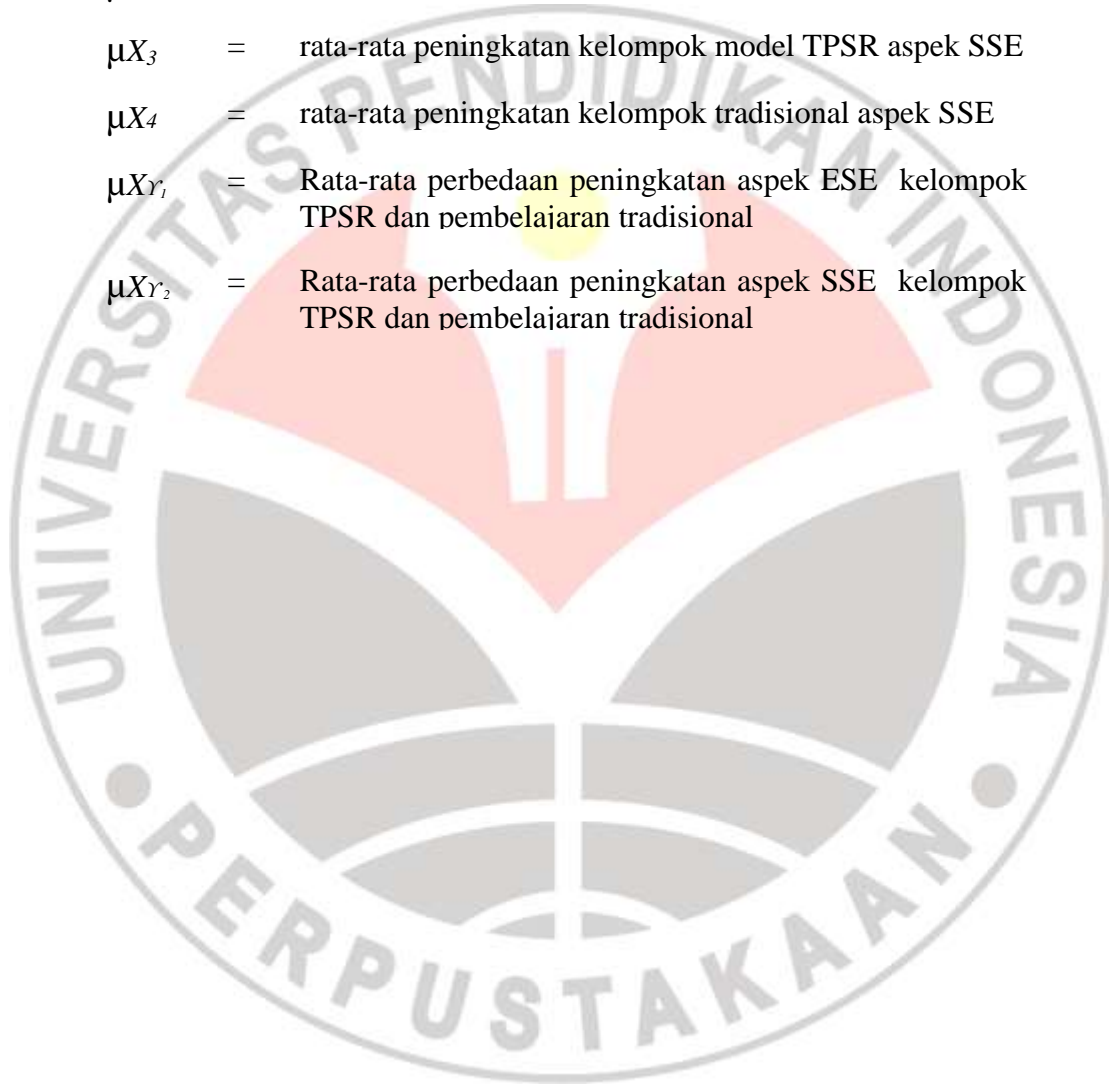 µX₃ = rata-rata peningkatan kelompok model TPSR aspek SSE
µX₄ = rata-rata peningkatan kelompok tradisional aspek SSE
µXϒ₁ = Rata-rata perbedaan peningkatan aspek ESE kelompok
TPSR dan pembelajaran tradisional
µXϒ₂ = Rata-rata perbedaan peningkatan aspek SSE kelompok
TPSR dan pembelajaran tradisional
UNIVERSITAS PENDIDIKAN INDONESIA
PERPUSTAKAAN